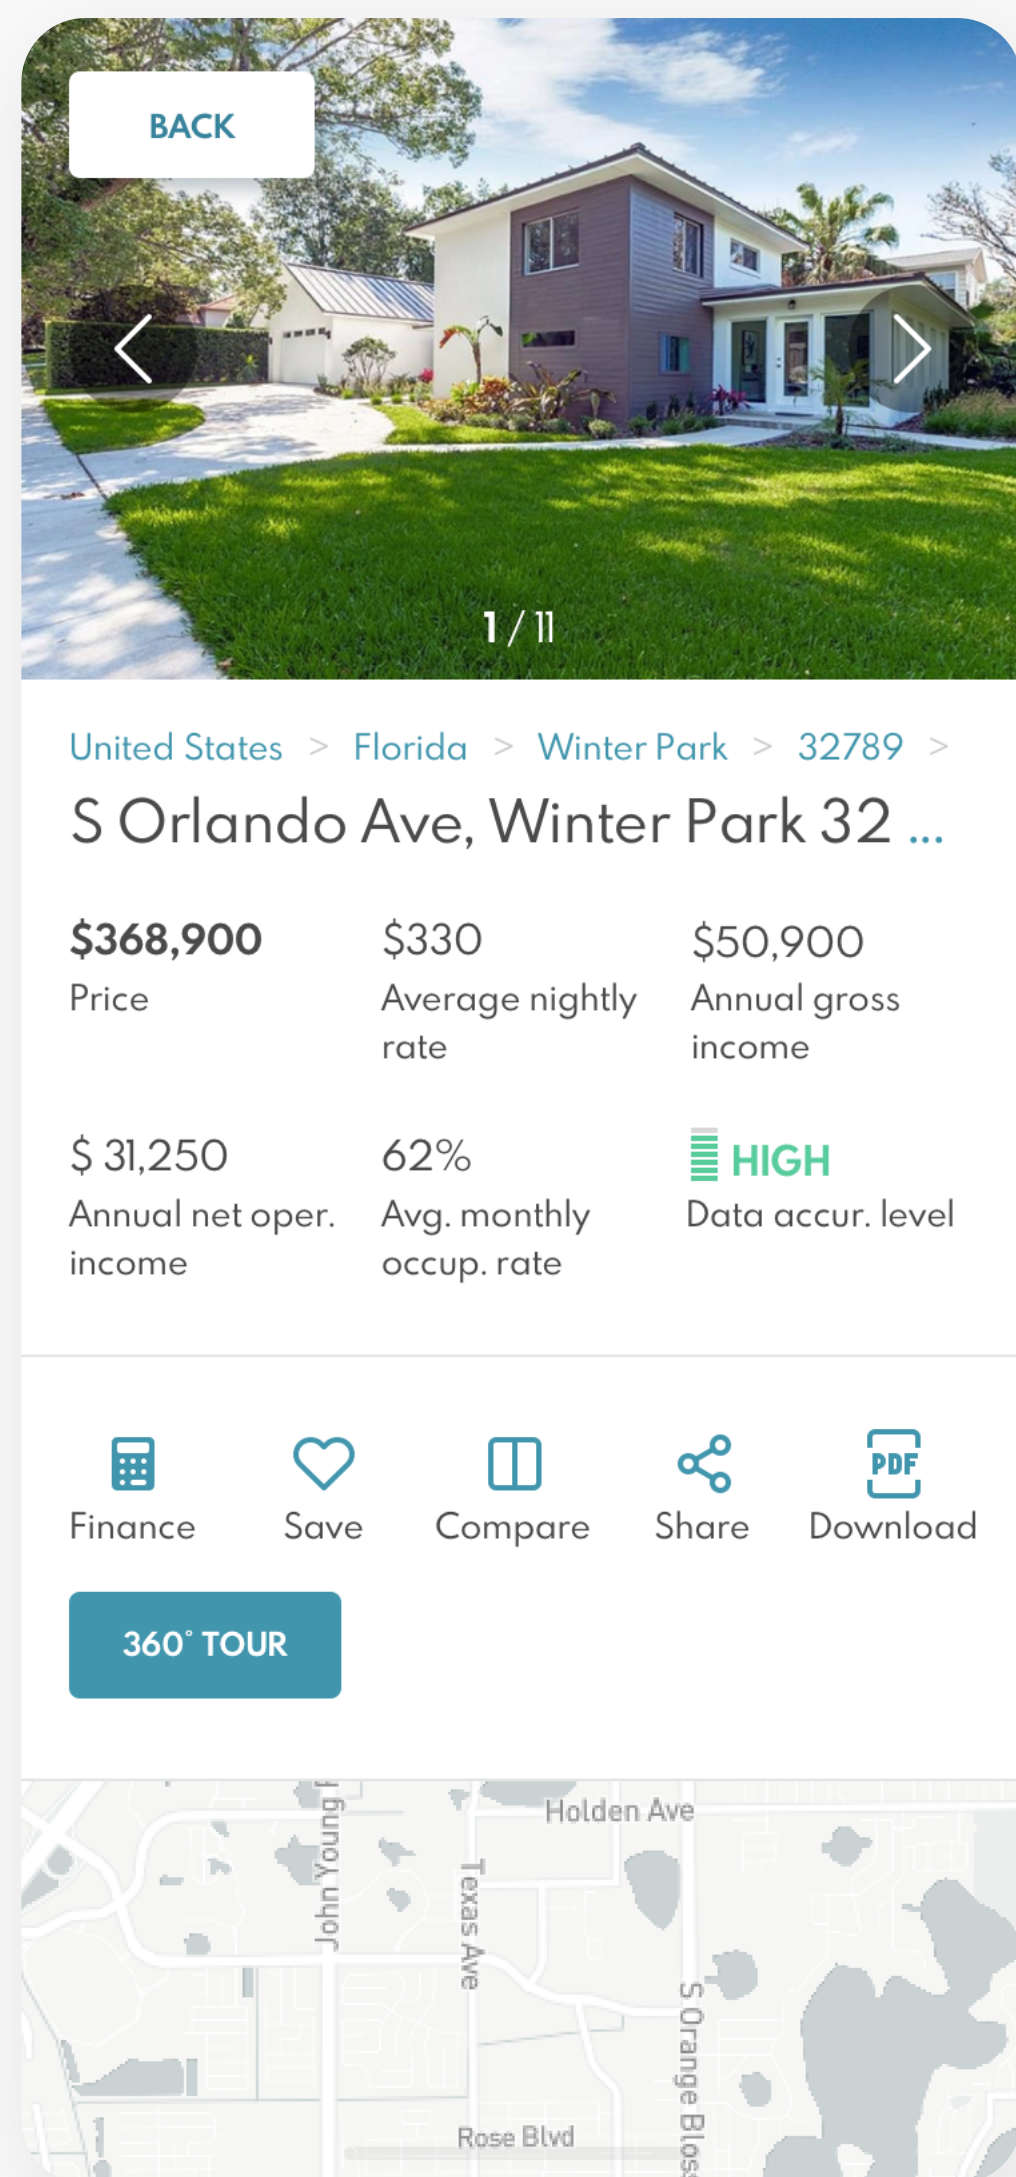 BACK
1 / 11
United States > Florida > Winter Park > 32789 >
S Orlando Ave, Winter Park 32 ...
$368,900
Price
$330
Average nightly
rate
$50,900
Annual gross
income
$ 31,250
Annual net oper.
income
62%
Avg. monthly
occup. rate
HIGH
Data accur. level
Finance
Save
Compare
Share
PDF
Download
360° TOUR
Holden Ave
John Young
Texas Ave
S Orange
Rose Blvd